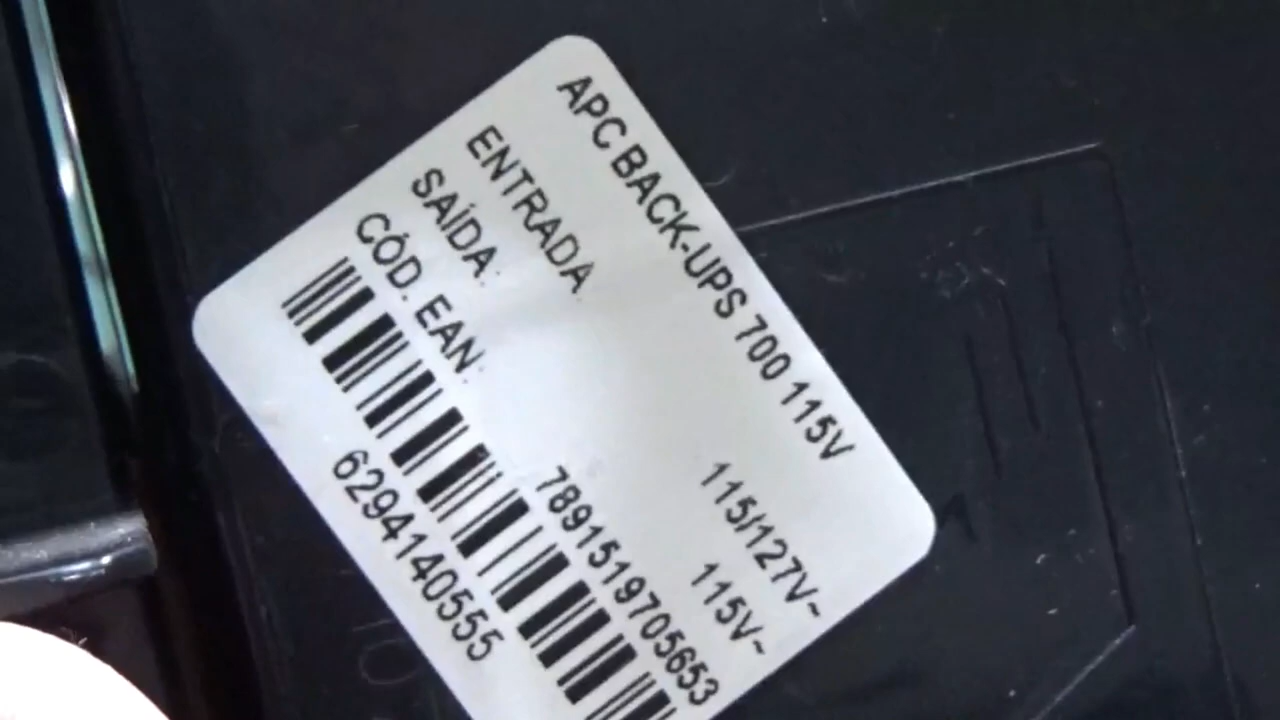 APC BACK-UPS 700 115V
ENTRADA: 115/127V~
SAÍDA: 115V~
CÓD. EAN: 7891519705653
6294140555